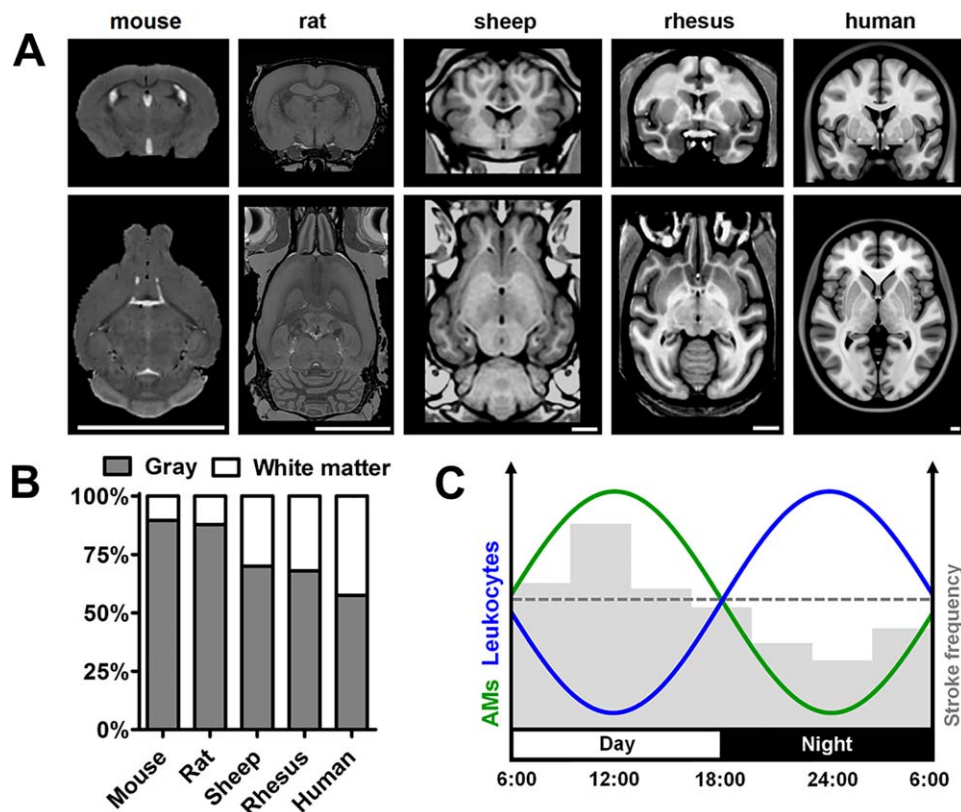 mouse rat sheep rhesus human
A
B
Gray White matter
100%
75%
50%
25%
0%
Mouse Rat Sheep Rhesus Human
C
AMs Leukocytes
Stroke frequency
Day Night
6:00 12:00 18:00 24:00 6:00